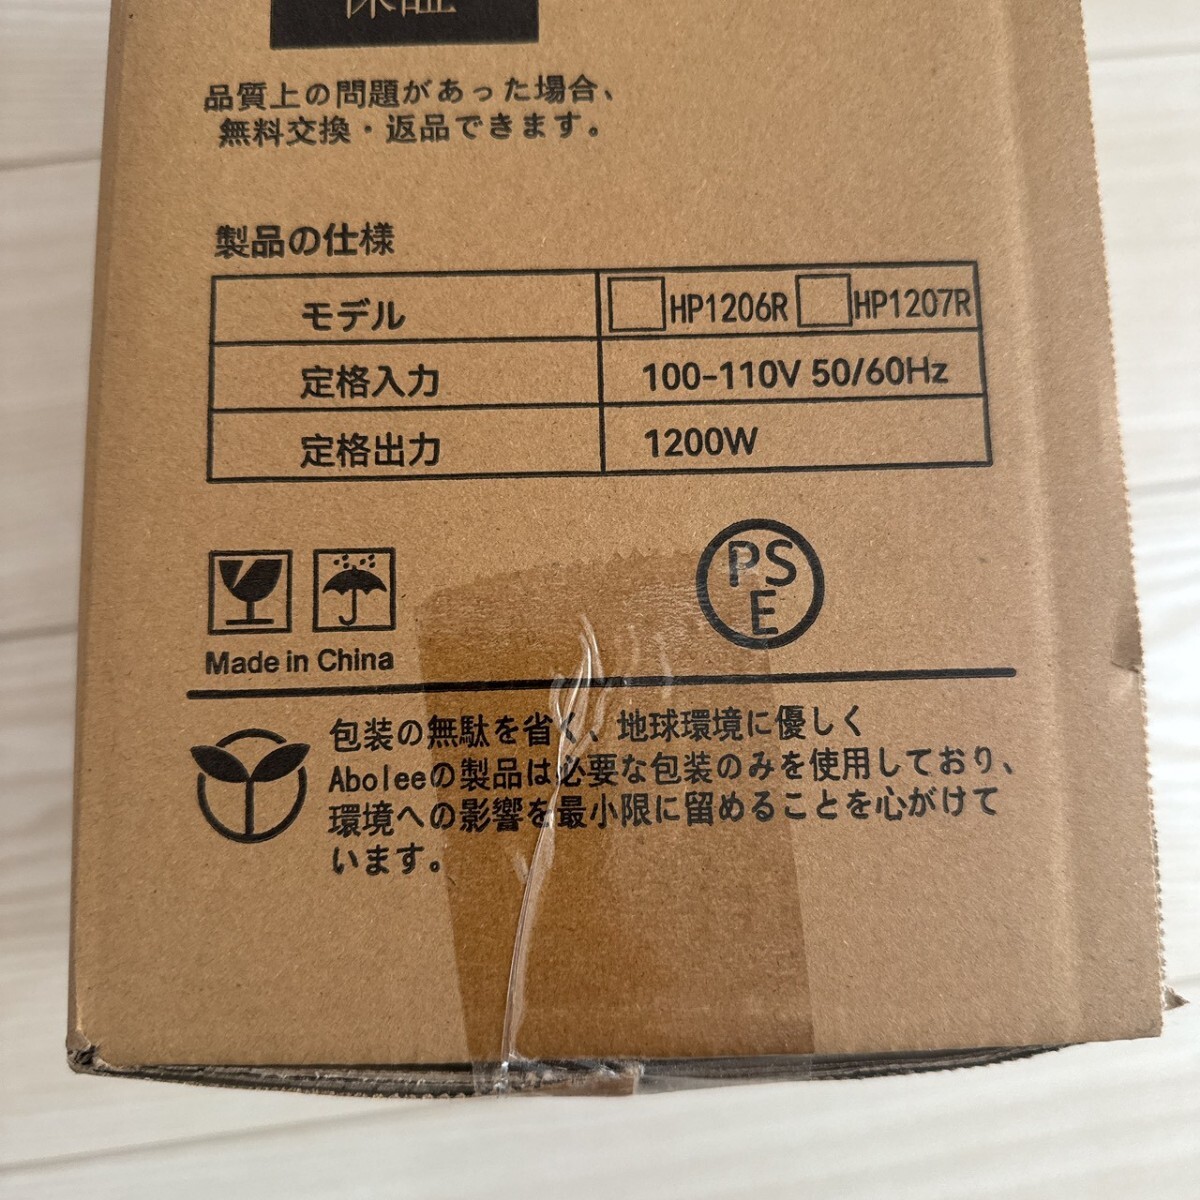 保証
品質上の問題があった場合、
無料交換・返品できます。
製品の仕様
モデル HP1206R HP1207R
定格入力 100-110V 50/60Hz
定格出力 1200W
PS
E
Made in China
包装の無駄を省く、地球環境に優しく
Aboleeの製品は必要な包装のみを使用しており、
環境への影響を最小限に留めることを心がけて
います。